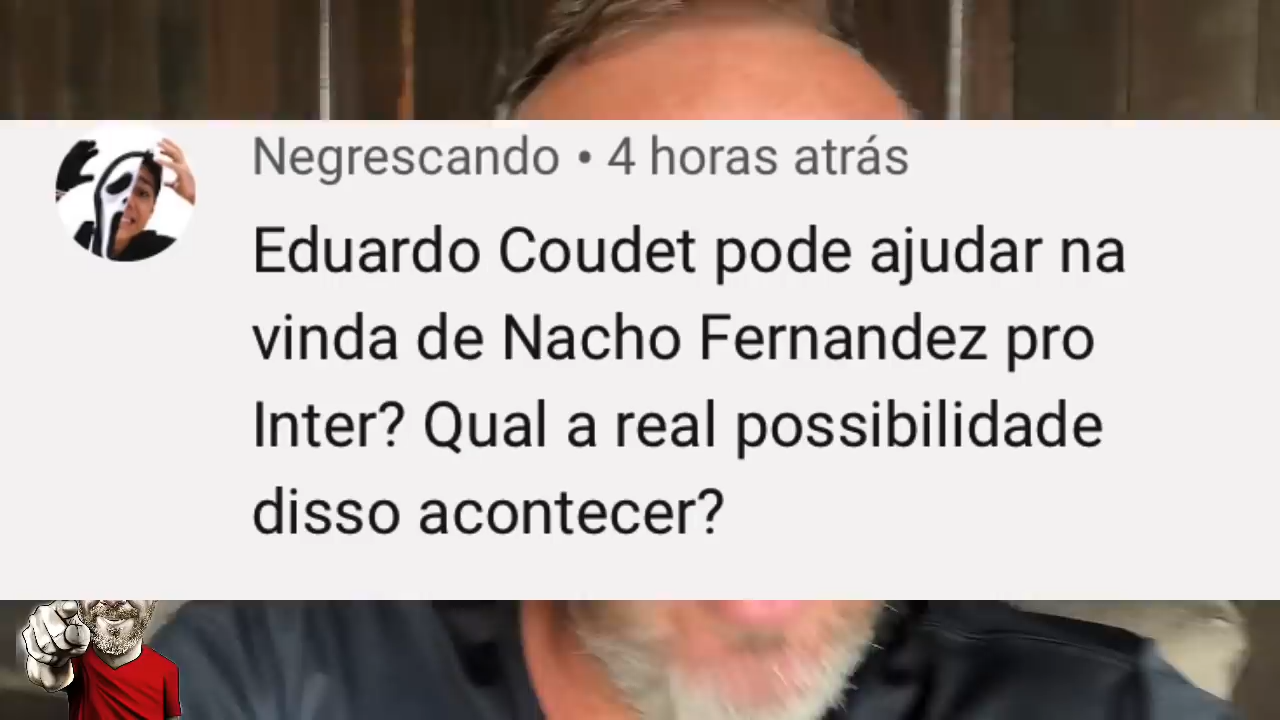 Negrescando • 4 horas atrás
Eduardo Coudet pode ajudar na
vinda de Nacho Fernandez pro
Inter? Qual a real possibilidade
disso acontecer?